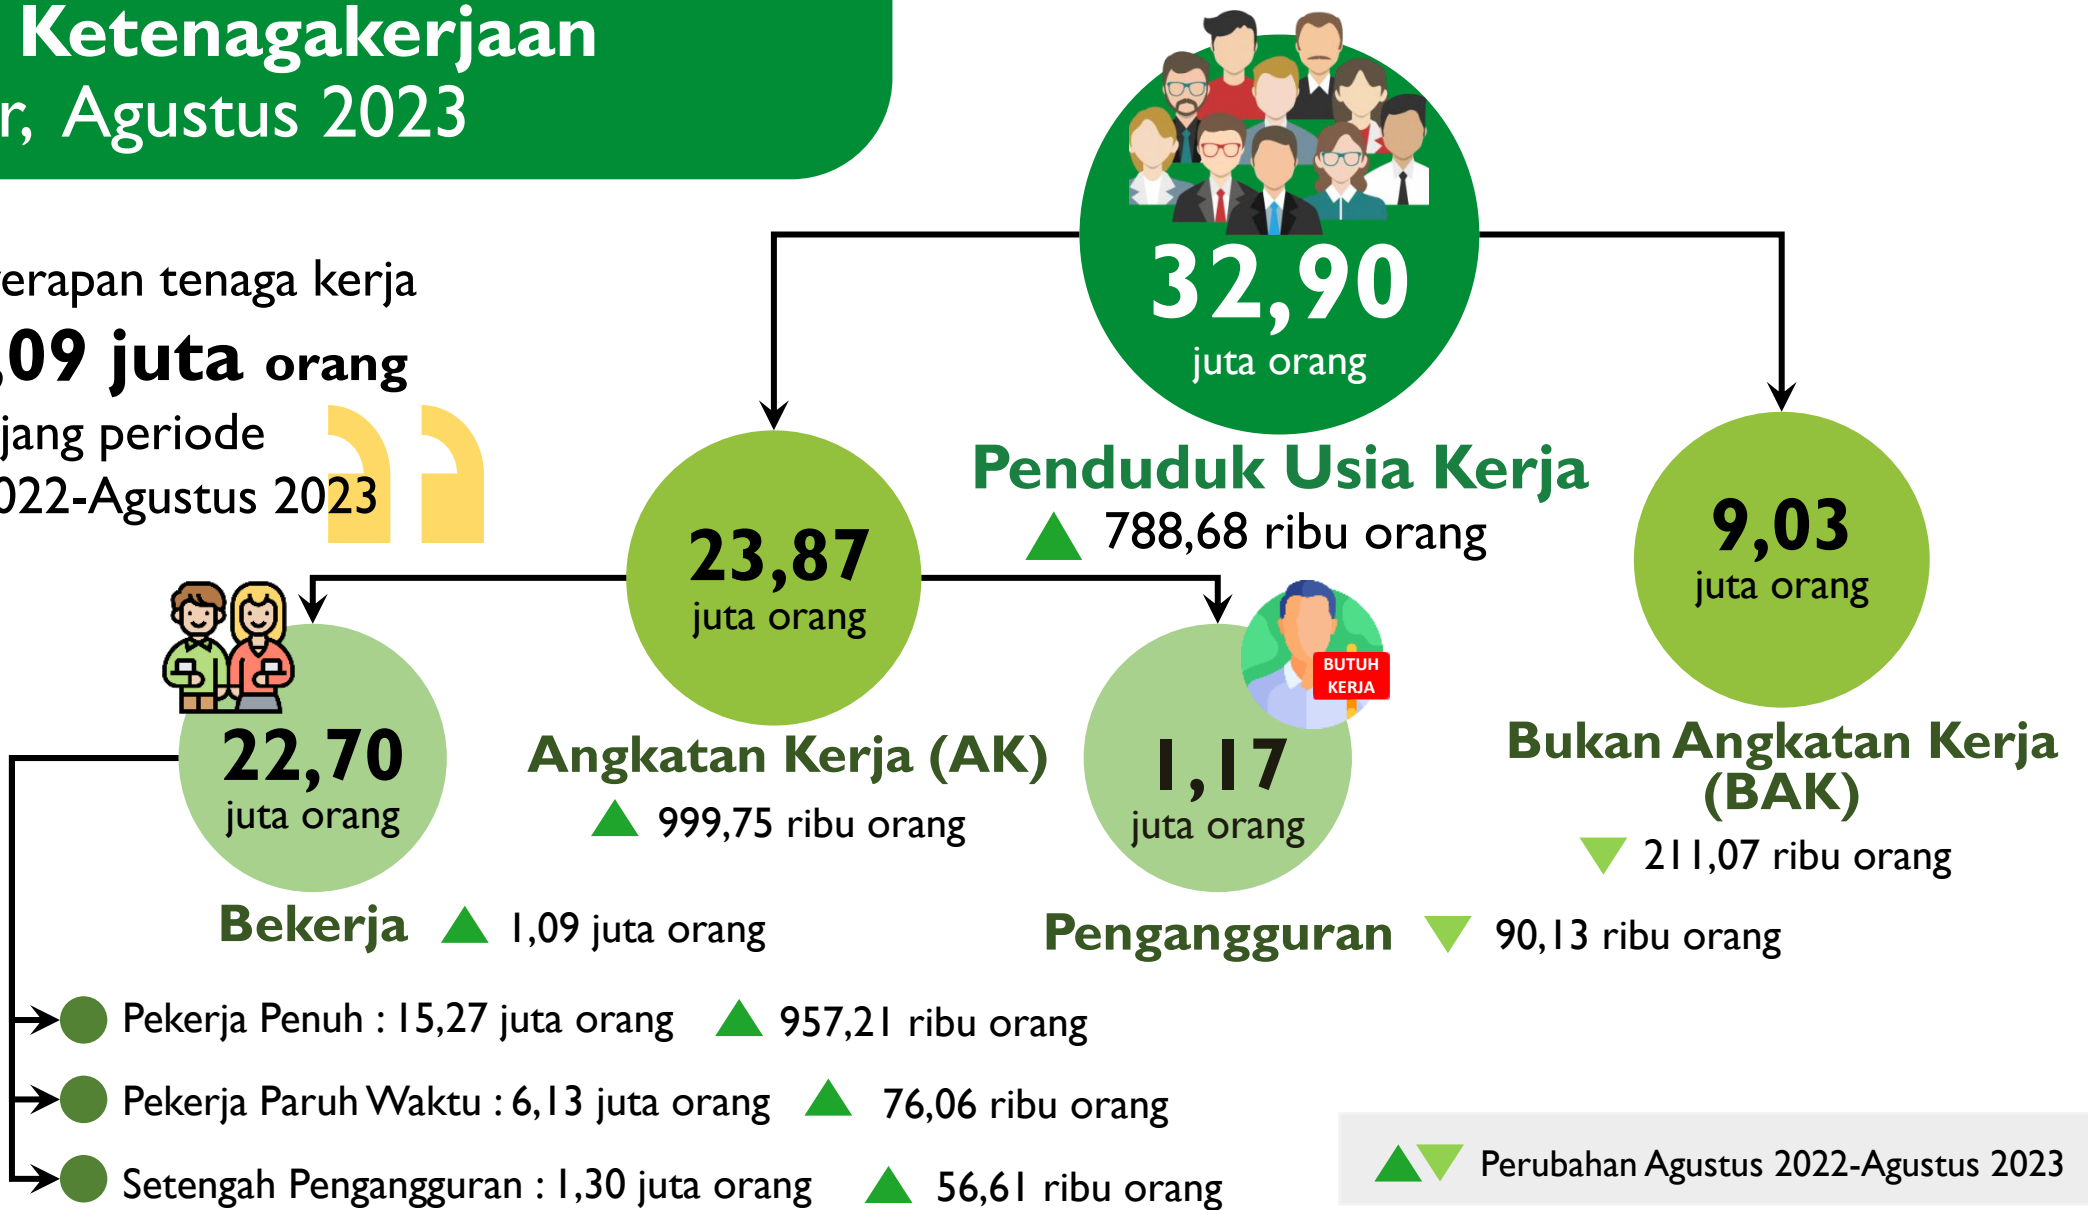 Ketenagakerjaan
r, Agustus 2023
erapan tenaga kerja
,09 juta orang
jang periode
022-Agustus 2023
32,90
juta orang
Penduduk Usia Kerja
788,68 ribu orang
23,87
juta orang
Angkatan Kerja (AK)
999,75 ribu orang
9,03
juta orang
Bukan Angkatan Kerja
(BAK)
211,07 ribu orang
22,70
juta orang
Bekerja 1,09 juta orang
BUTUH
KERJA
1,17
juta orang
Pengangguran 90,13 ribu orang
Pekerja Penuh : 15,27 juta orang 957,21 ribu orang
Pekerja Paruh Waktu : 6,13 juta orang 76,06 ribu orang
Setengah Pengangguran : 1,30 juta orang 56,61 ribu orang
Perubahan Agustus 2022-Agustus 2023